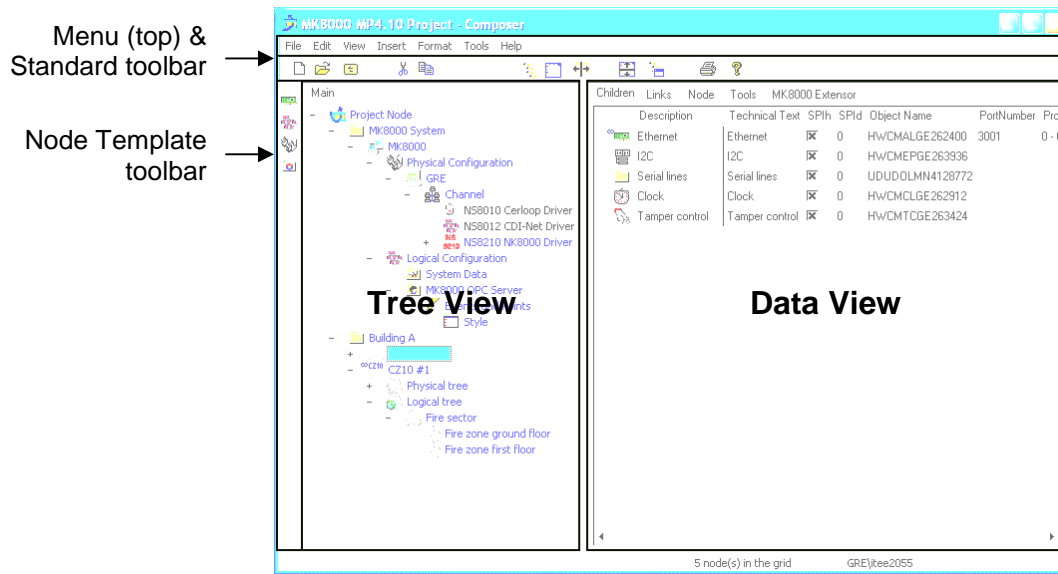 Menu (top) &
Standard toolbar
Node Template
toolbar
MK8000 MP4.10 Project - Composer
File Edit View Insert Format Tools Help
Main
Project Node
MK8000 System
MK8000
Physical Configuration
GRE
Channel
NS8010 Cerloop Driver
NS8012 CDI-Net Driver
NS8210 NK8000 Driver
Logical Configuration
System Data
MK8000 OPC Server
Style
Building A
CZ10 CZ10 #1
Physical tree
Logical tree
Fire sector
Fire zone ground floor
Fire zone first floor
Tree View
Children Links Node Tools MK8000 Extensor
Description Technical Text SPIh SPId Object Name PortNumber Pro
Ethernet Ethernet 0 HWCMALGE262400 3001 0 -
I2C I2C 0 HWCMEPGE263936
Serial lines Serial lines 0 UDUDOLMN4128772
Clock Clock 0 HWCMCLGE262912
Tamper control Tamper control 0 HWCMTCGE263424
Data View
5 node(s) in the grid GRE\itee2055